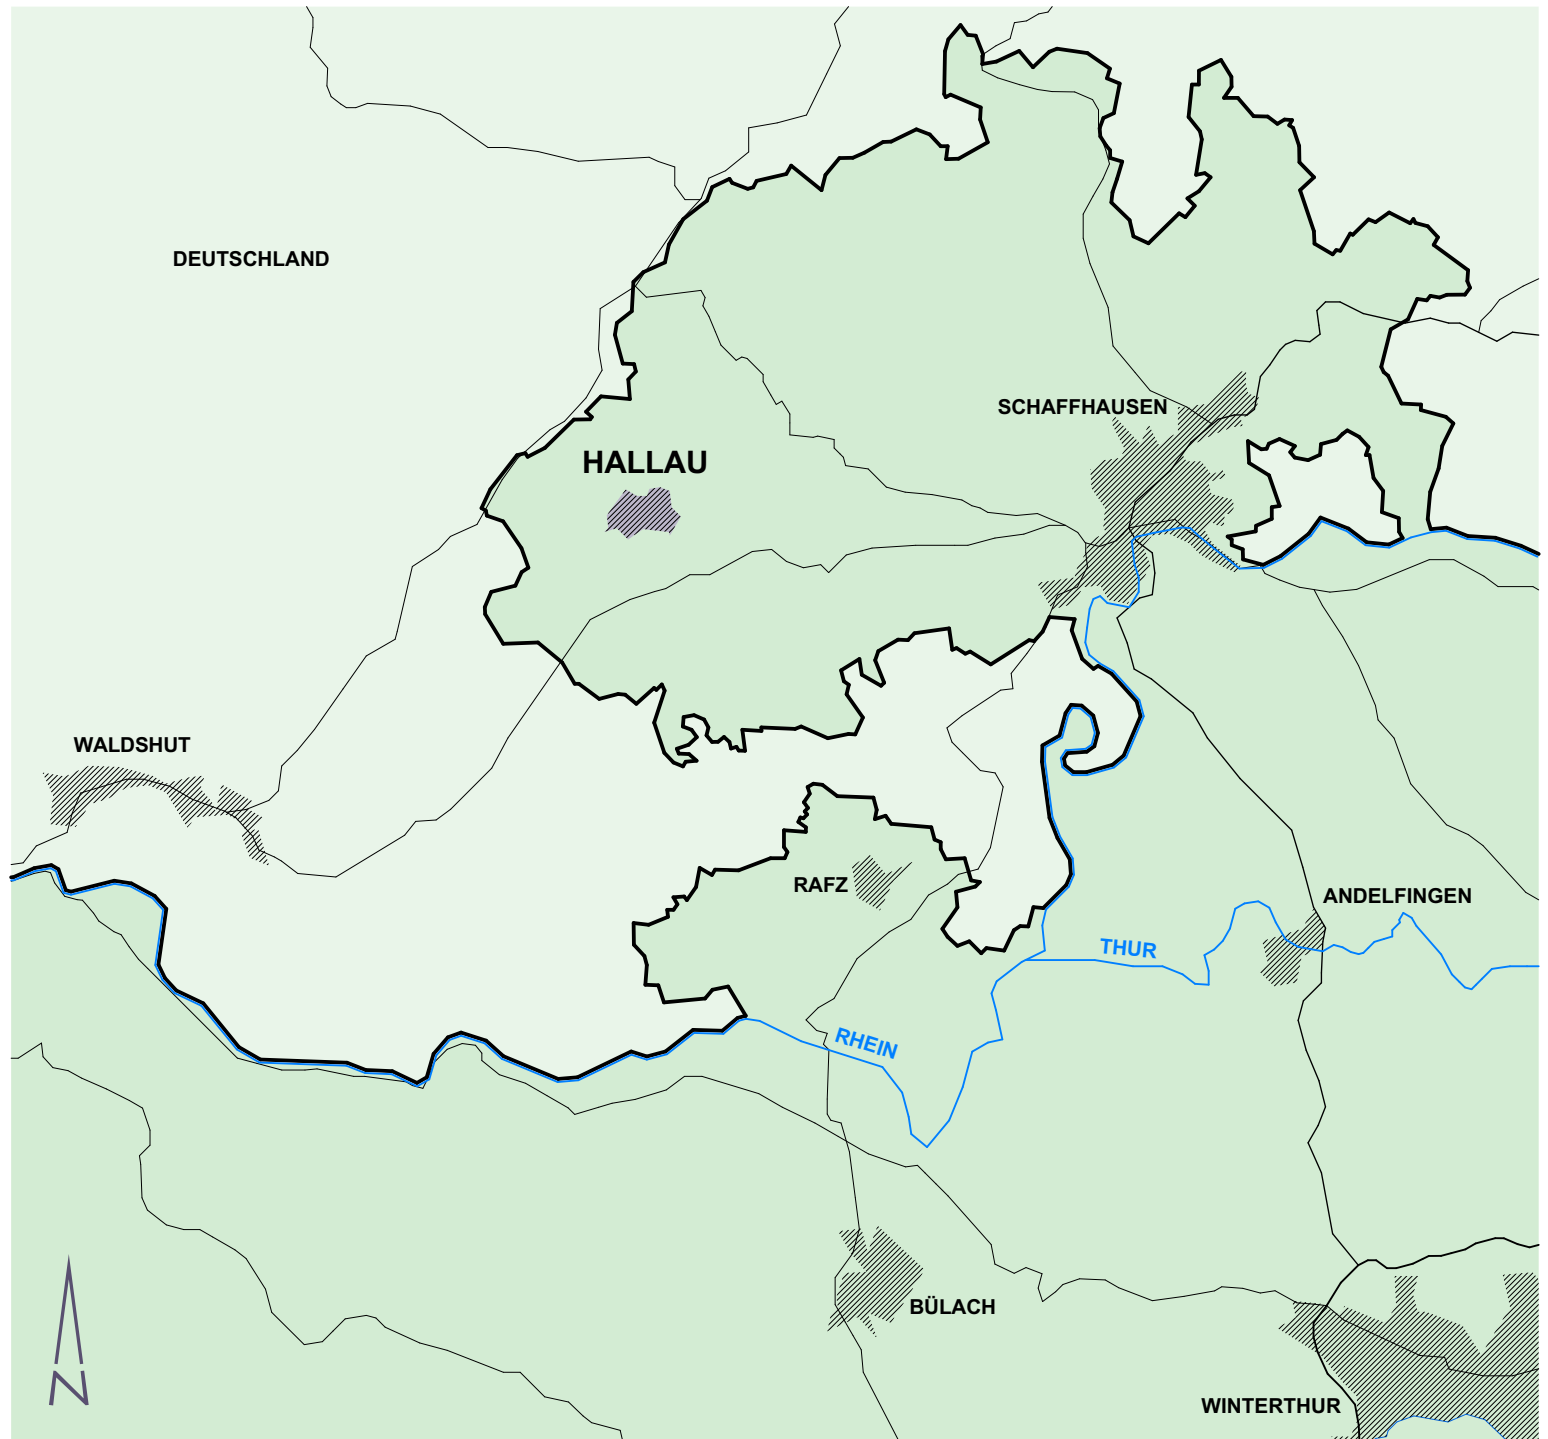 DEUTSCHLAND
SCHAFFHAUSEN
HALLAU
WALDSHUT
RAFZ
ANDELFINGEN
THUR
RHEIN
BÜLACH
WINTERTHUR
N